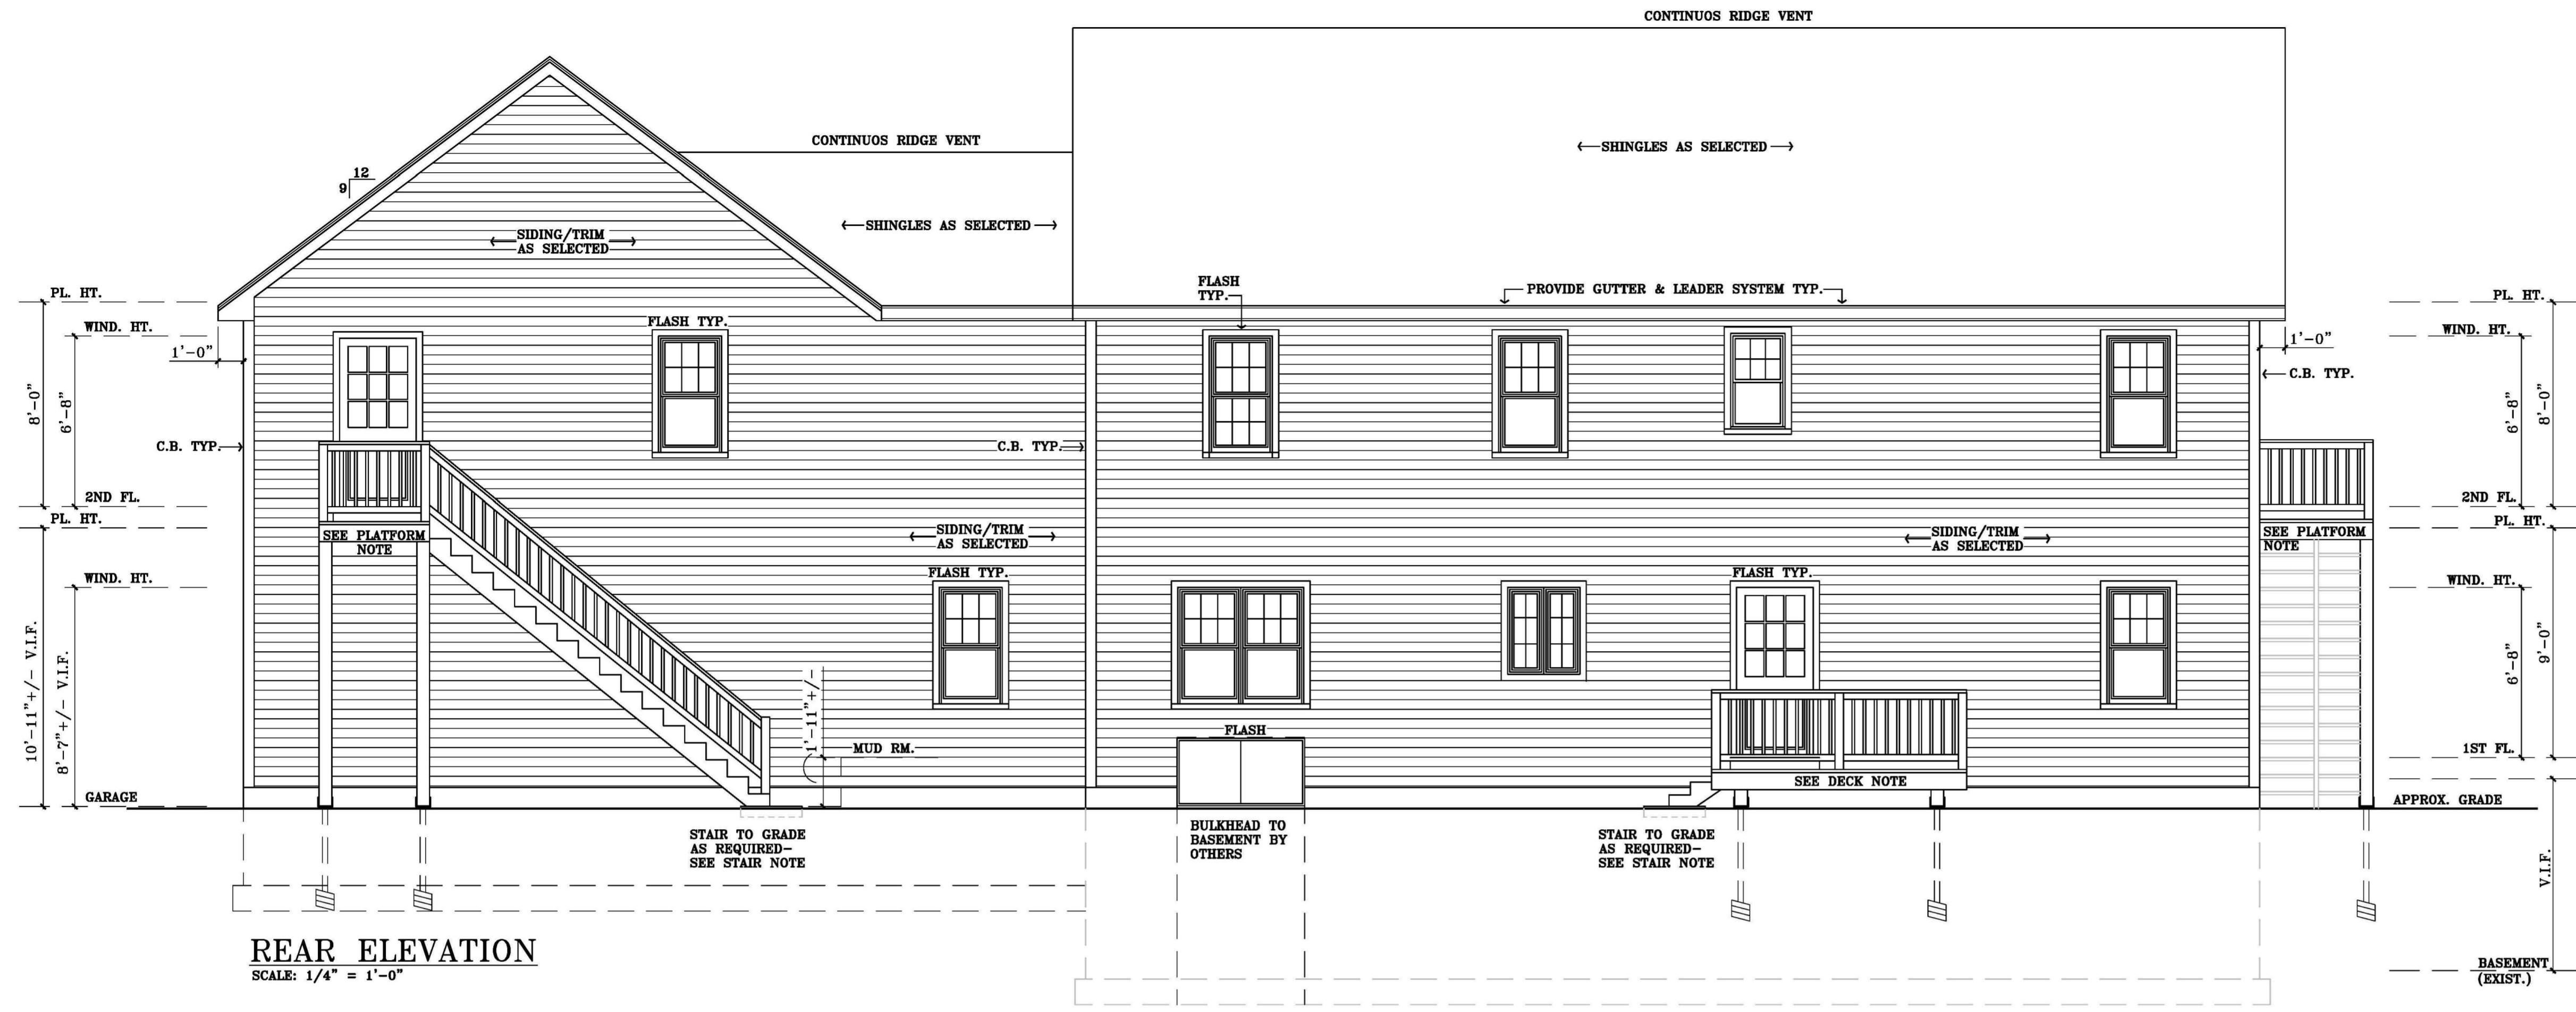 CONTINUOS RIDGE VENT
CONTINUOS RIDGE VENT
←SHINGLES AS SELECTED→
12
9
←SHINGLES AS SELECTED→
SIDING/TRIM
AS SELECTED
PL. HT.
FLASH
TYP.
PROVIDE GUTTER & LEADER SYSTEM TYP.
PL. HT.
WIND. HT.
FLASH TYP.
WIND. HT.
1'-0"
1'-0"
C.B. TYP.
8'-0"
6'-8"
6'-8"
8'-0"
C.B. TYP.
C.B. TYP.
2ND FL.
2ND FL.
PL. HT.
PL. HT.
SEE PLATFORM
NOTE
SIDING/TRIM
AS SELECTED
SIDING/TRIM
AS SELECTED
SEE PLATFORM
NOTE
WIND. HT.
FLASH TYP.
FLASH TYP.
WIND. HT.
10'-11"+/- V.I.F.
8'-7"+/- V.I.F.
6'-8"
9'-0"
1'-11"+/-
FLASH
MUD RM.
1ST FL.
SEE DECK NOTE
GARAGE
APPROX. GRADE
STAIR TO GRADE
AS REQUIRED-
SEE STAIR NOTE
BULKHEAD TO
BASEMENT BY
OTHERS
STAIR TO GRADE
AS REQUIRED-
SEE STAIR NOTE
V.I.F.
REAR ELEVATION
SCALE: 1/4" = 1'-0"
BASEMENT
(EXIST.)